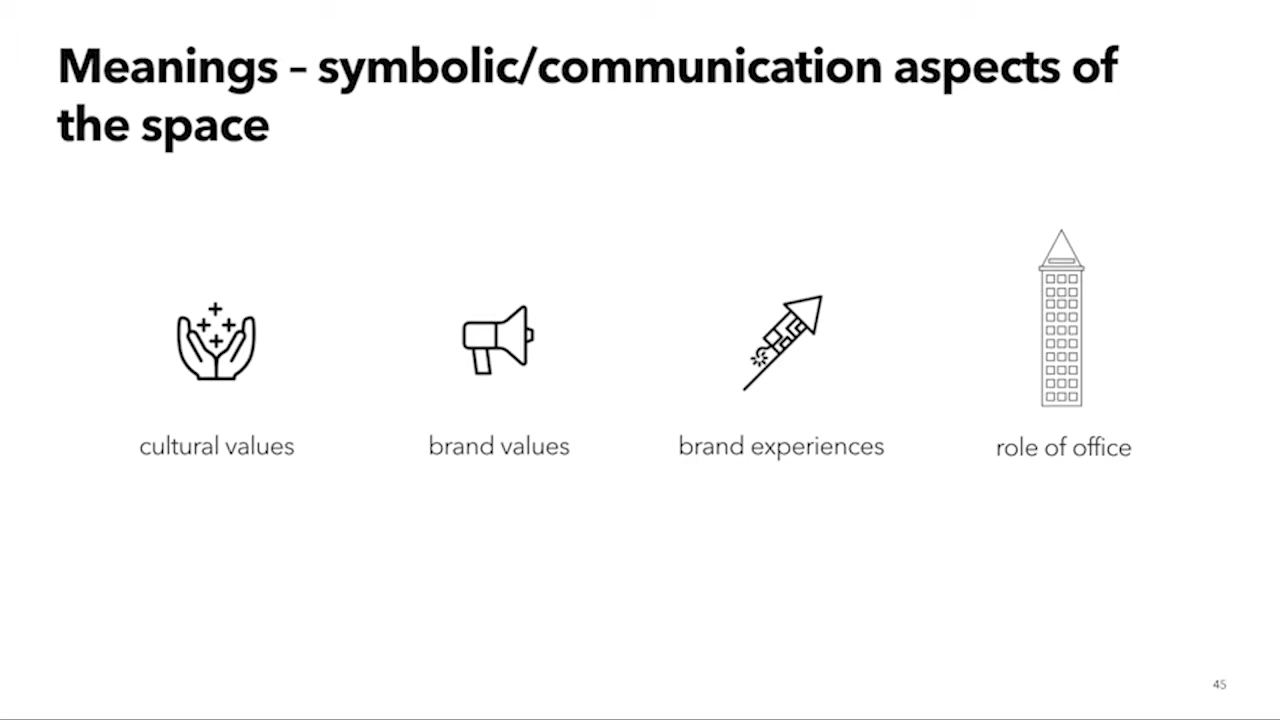 Meanings – symbolic/communication aspects of
the space
cultural values
brand values
brand experiences
role of office
45